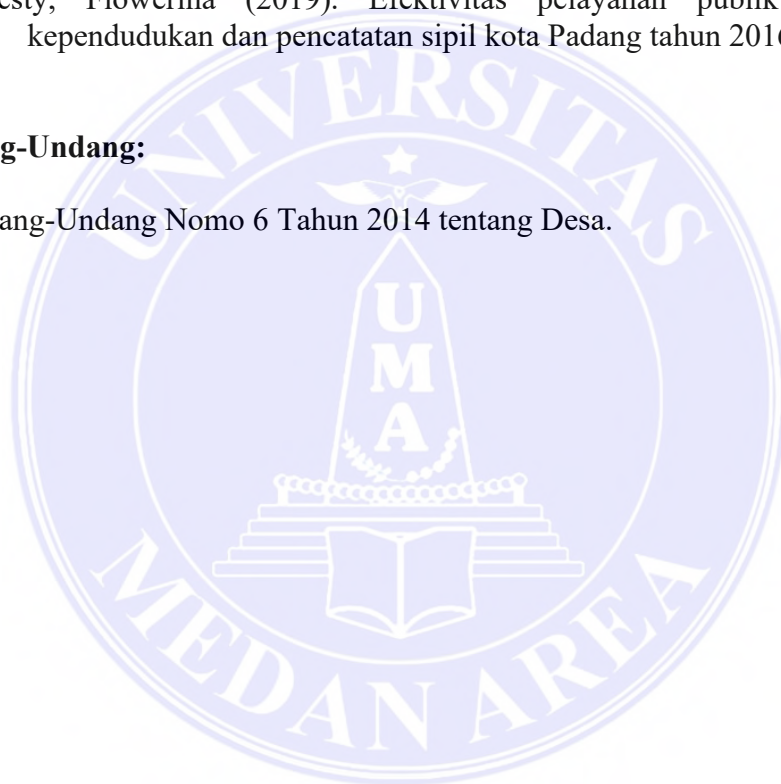 esty, Flowerina (2019). Efektivitas pelayanan publik
kependudukan dan pencatatan sipil kota Padang tahun 2016
g-Undang:
ang-Undang Nomo 6 Tahun 2014 tentang Desa.
UNIVERSITAS
UMA
MEDAN AREA